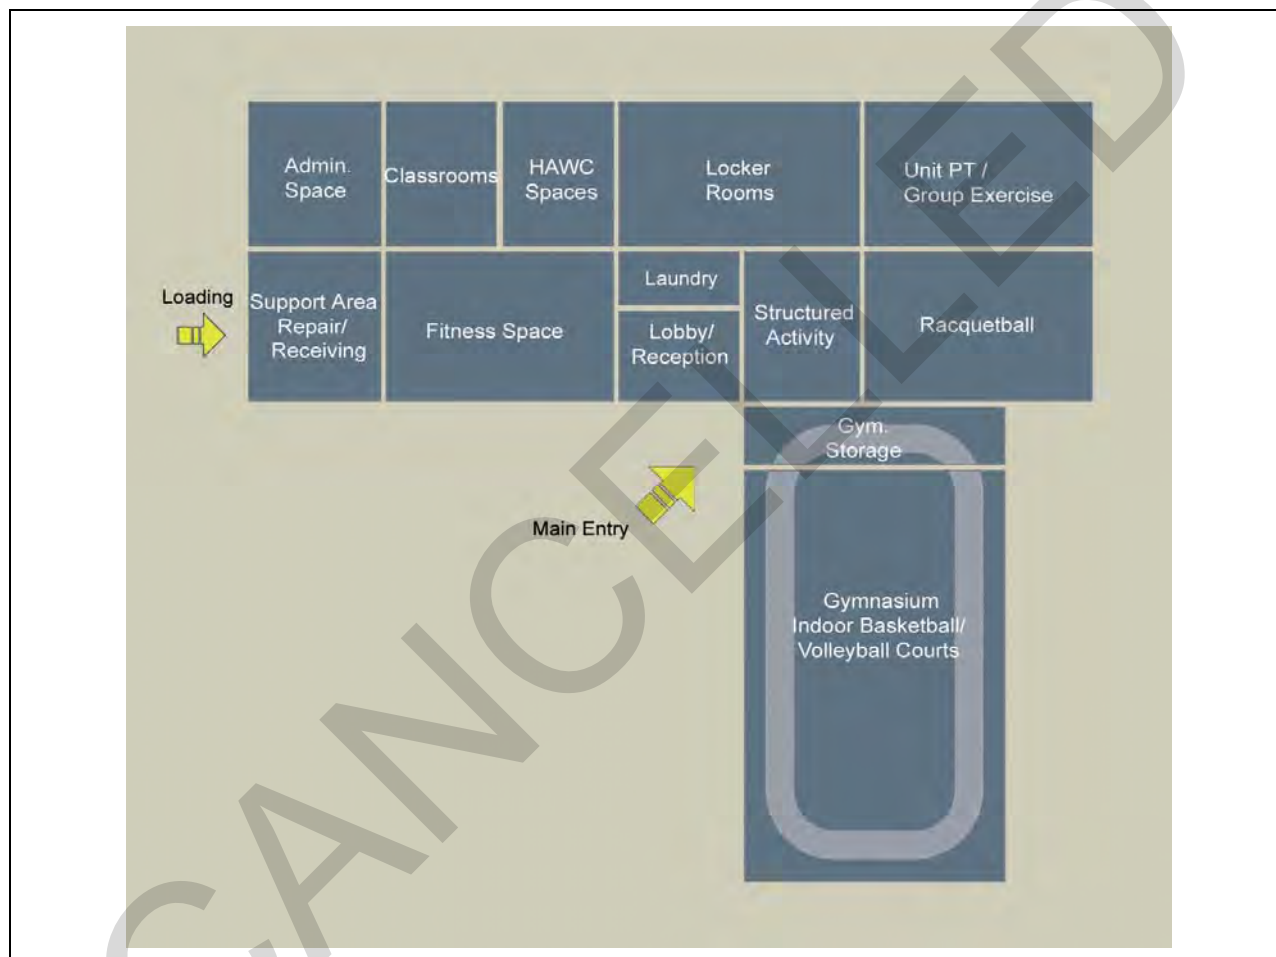 Admin.
Space
Classrooms
HAWC
Spaces
Locker
Rooms
Unit PT /
Group Exercise
Loading
Support Area
Repair/
Receiving
Fitness Space
Laundry
Lobby/
Reception
Structured
Activity
Racquetball
Gym.
Storage
Main Entry
Gymnasium
Indoor Basketball/
Volleyball Courts
CANCELLED